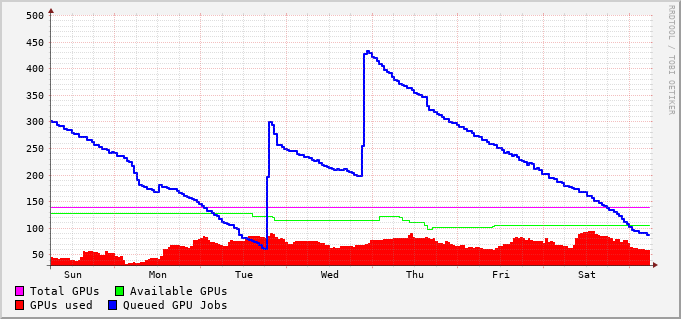 RRDTOOL / TOBI OETIKER
500
450
400
350
300
250
200
150
100
50
Sun Mon Tue Wed Thu Fri Sat
Total GPUs Available GPUs
GPUs used Queued GPU Jobs